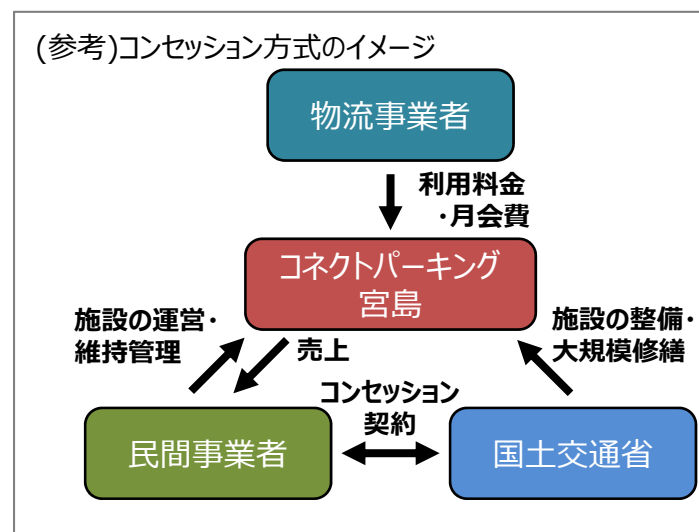 (参考)コンセッション方式のイメージ
物流事業者
利用料金
・月会費
コネクトパーキング
宮島
施設の運営・
維持管理
売上
施設の整備・
大規模修繕
コンセッション
契約
民間事業者
国土交通省